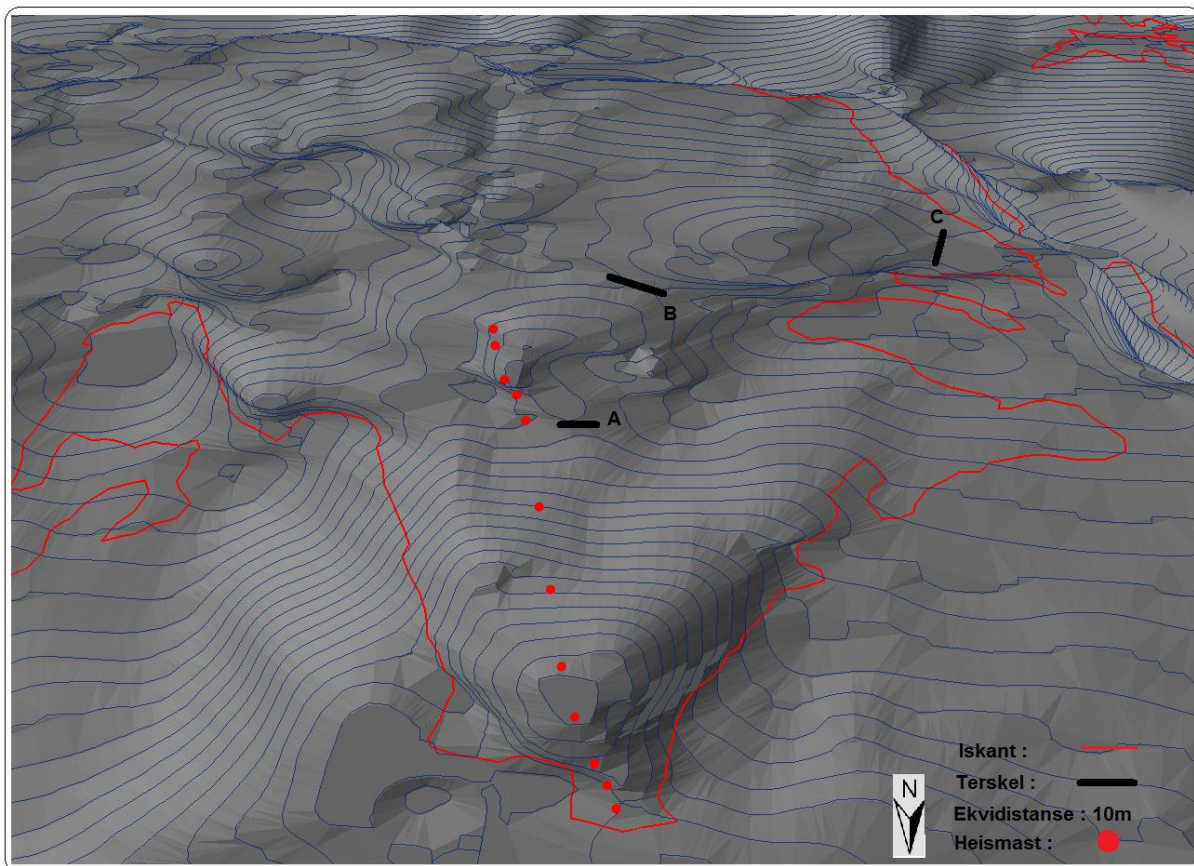 C
B
A
Iskant :
N
Terskel :
Ekvidistanse : 10m
Heismast :